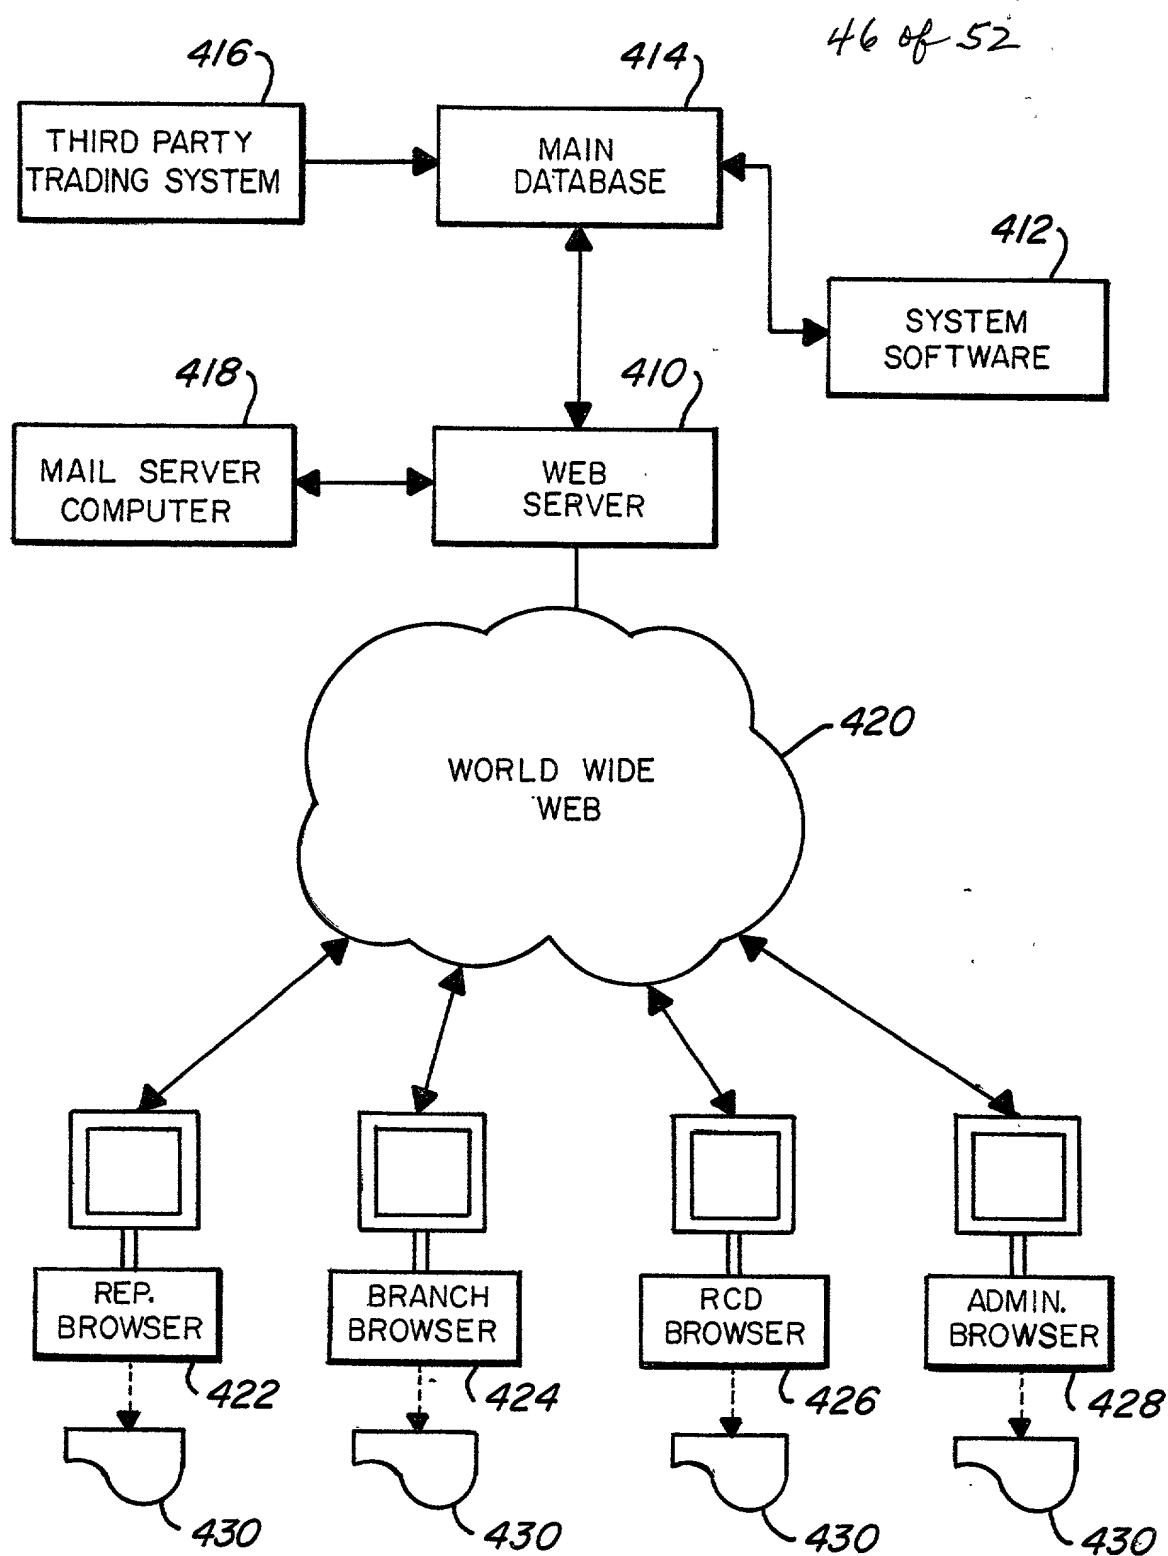 46 of 52
416
414
THIRD PARTY
TRADING SYSTEM
MAIN
DATABASE
412
SYSTEM
SOFTWARE
418
410
MAIL SERVER
COMPUTER
WEB
SERVER
420
WORLD WIDE
WEB
REP.
BROWSER
BRANCH
BROWSER
RCD
BROWSER
ADMIN.
BROWSER
422
424
426
428
430
430
430
430